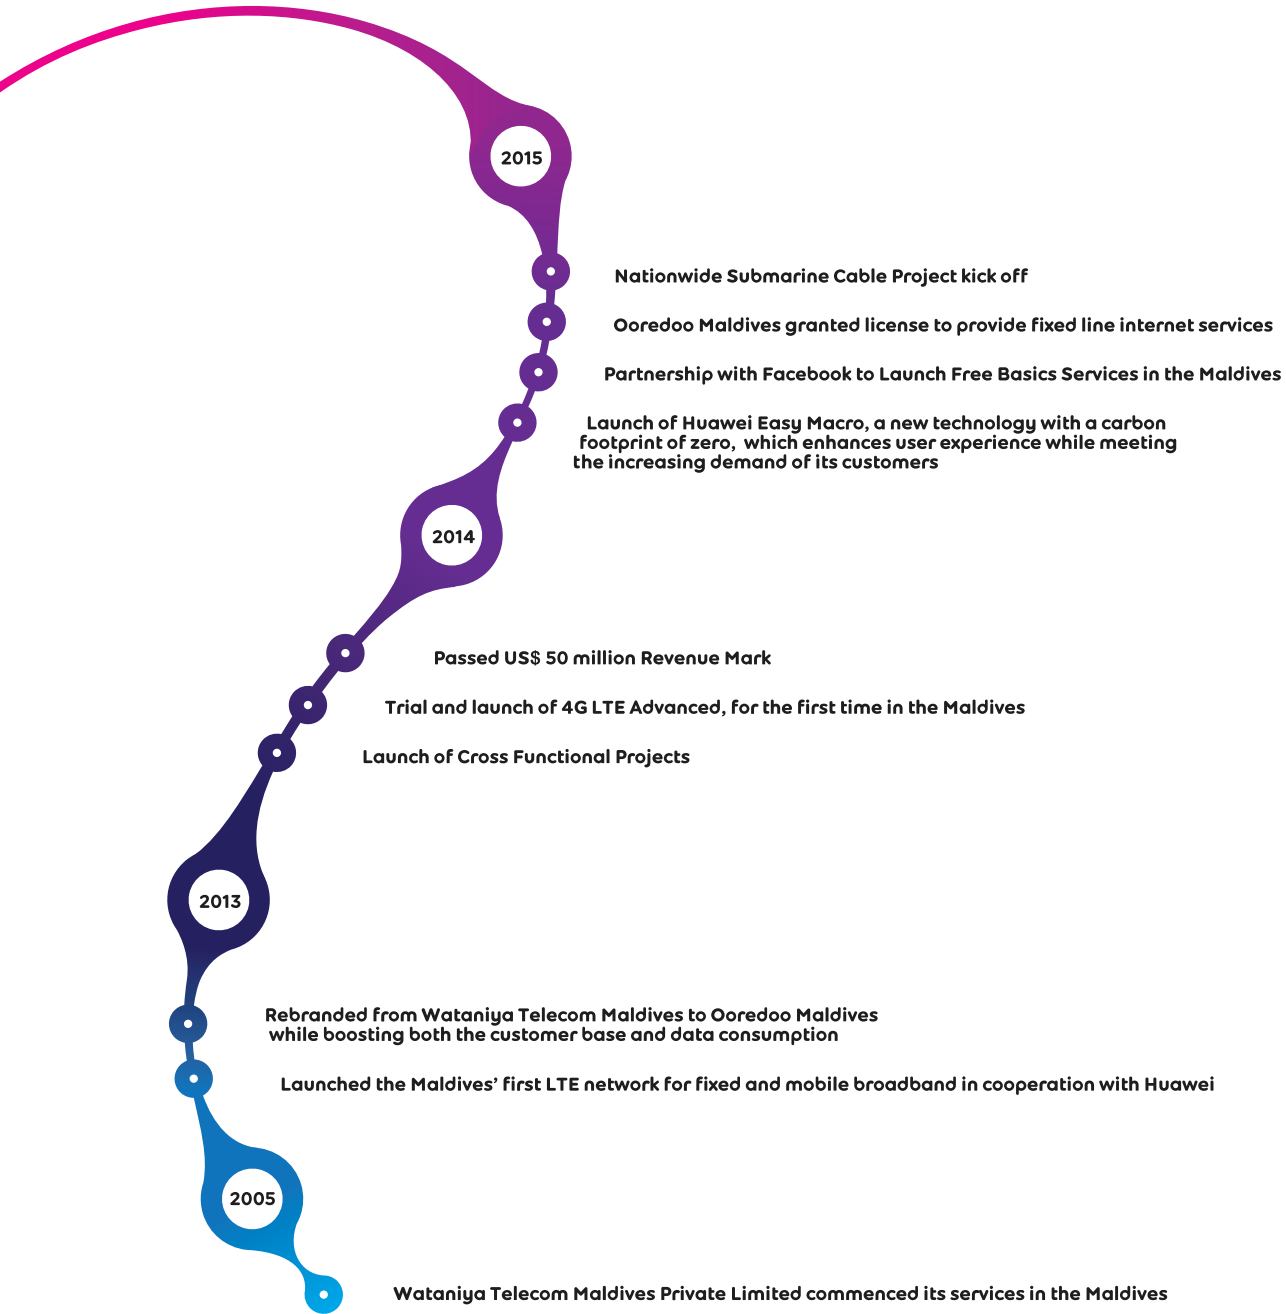 2015
Nationwide Submarine Cable Project kick off
Ooredoo Maldives granted license to provide fixed line internet services
Partnership with Facebook to Launch Free Basics Services in the Maldives
Launch of Huawei Easy Macro, a new technology with a carbon
footprint of zero, which enhances user experience while meeting
the increasing demand of its customers
2014
Passed US$ 50 million Revenue Mark
Trial and launch of 4G LTE Advanced, for the first time in the Maldives
Launch of Cross Functional Projects
2013
Rebranded from Wataniya Telecom Maldives to Ooredoo Maldives
while boosting both the customer base and data consumption
Launched the Maldives’ first LTE network for fixed and mobile broadband in cooperation with Huawei
2005
Wataniya Telecom Maldives Private Limited commenced its services in the Maldives